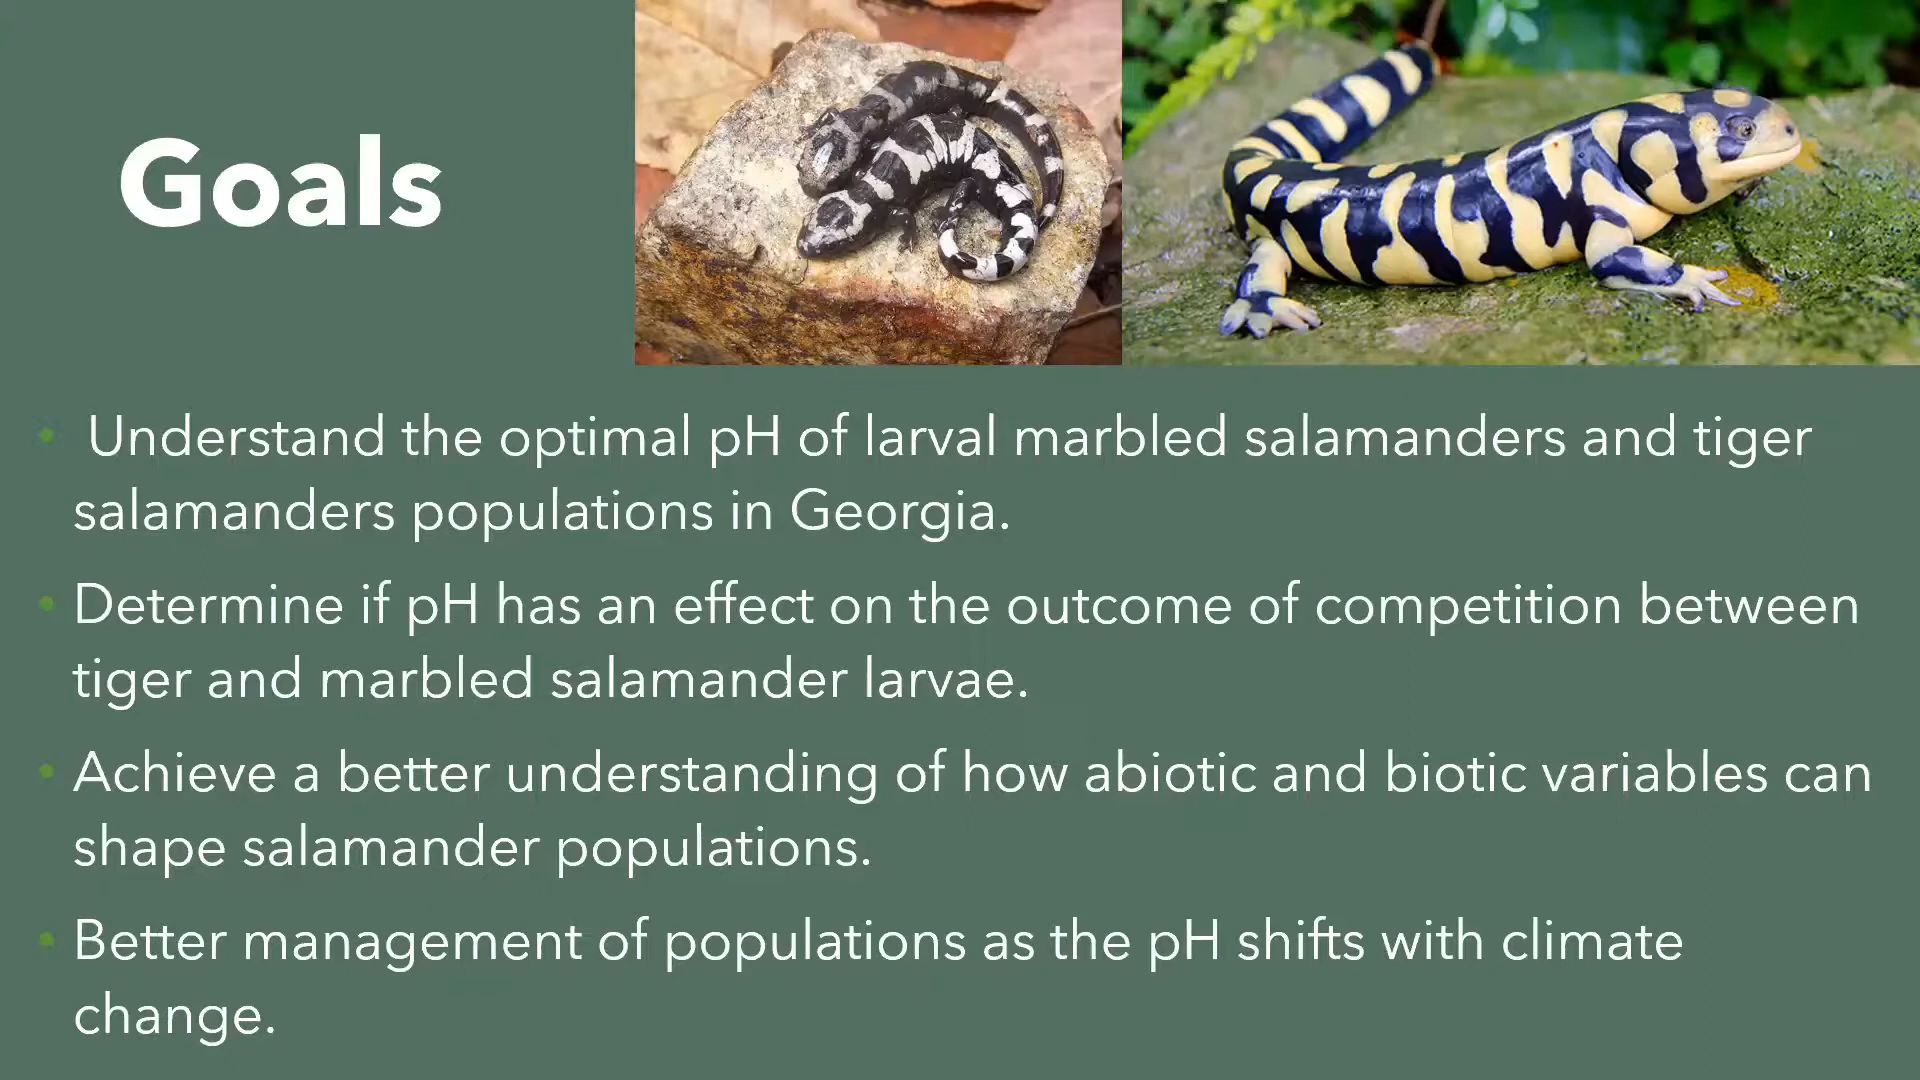 Goals
• Understand the optimal pH of larval marbled salamanders and tiger
salamanders populations in Georgia.
• Determine if pH has an effect on the outcome of competition between
tiger and marbled salamander larvae.
• Achieve a better understanding of how abiotic and biotic variables can
shape salamander populations.
• Better management of populations as the pH shifts with climate
change.